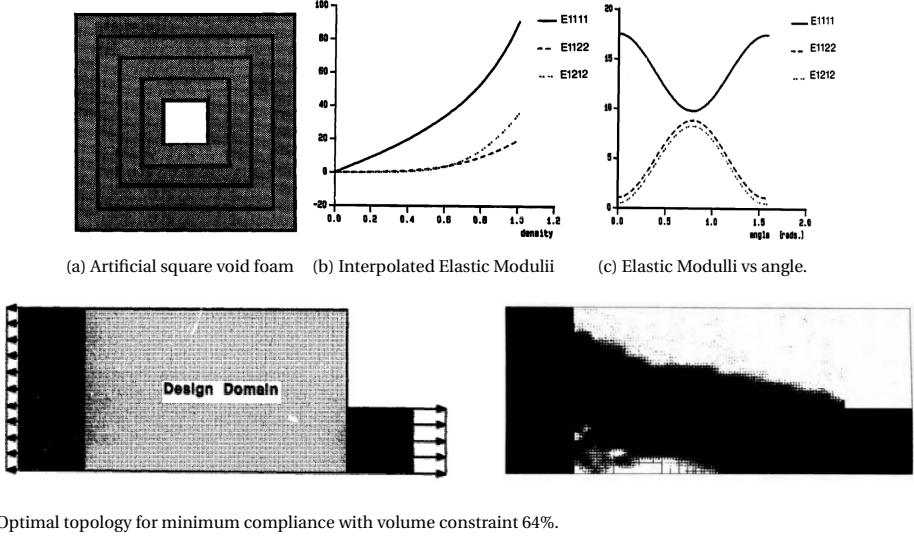 100
80
60
40
20
0
-20
0.0 0.2 0.4 0.6 0.8 1.0 1.2
density
E1111
E1122
E1212
20
15
10
5
0
0.0 0.5 1.0 1.5 2.0
angle (rads.)
E1111
E1122
E1212
(a) Artificial square void foam (b) Interpolated Elastic Modulii (c) Elastic Modulli vs angle.
Design Domain
Optimal topology for minimum compliance with volume constraint 64%.